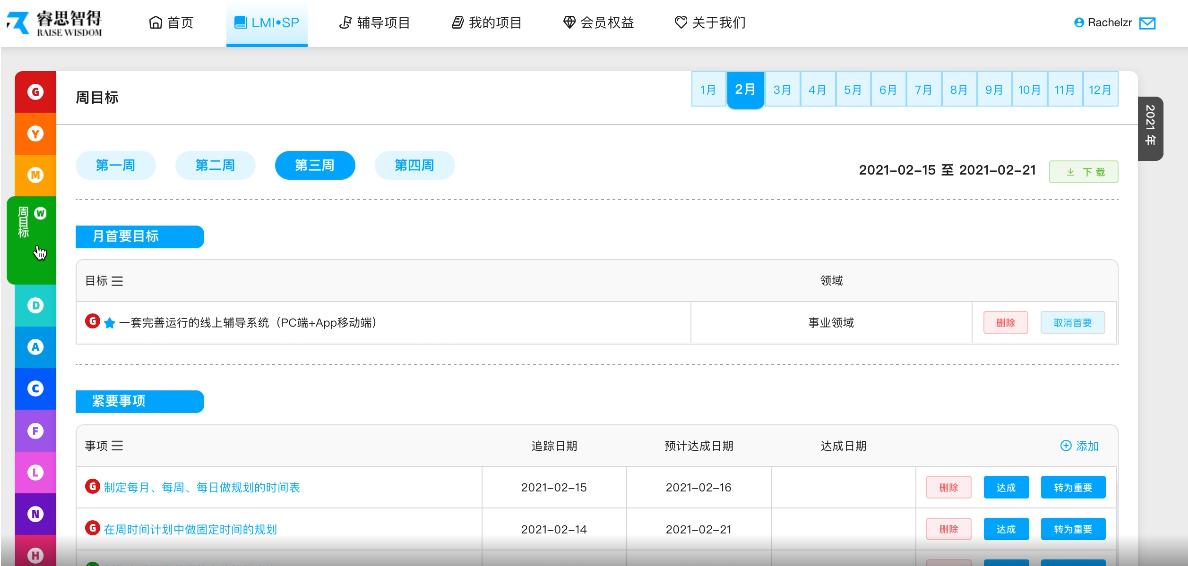 睿思智得
RAISE WISDOM
首页
LMI•SP
辅导项目
我的项目
会员权益
关于我们
Rachelzr
G
Y
M
W
周目标
D
A
C
F
L
N
H
周目标
1月 2月 3月 4月 5月 6月 7月 8月 9月 10月 11月 12月
2021 年
第一周 第二周 第三周 第四周
2021-02-15 至 2021-02-21
下载
月首要目标
目标 领域
G 一套完善运行的线上辅导系统（PC端+App移动端） 事业领域 删除 取消首要
紧要事项
事项 追踪日期 预计达成日期 达成日期 添加
G 制定每月、每周、每日做规划的时间表 2021-02-15 2021-02-16 删除 达成 转为重要
G 在周时间计划中做固定时间的规划 2021-02-14 2021-02-21 删除 达成 转为重要